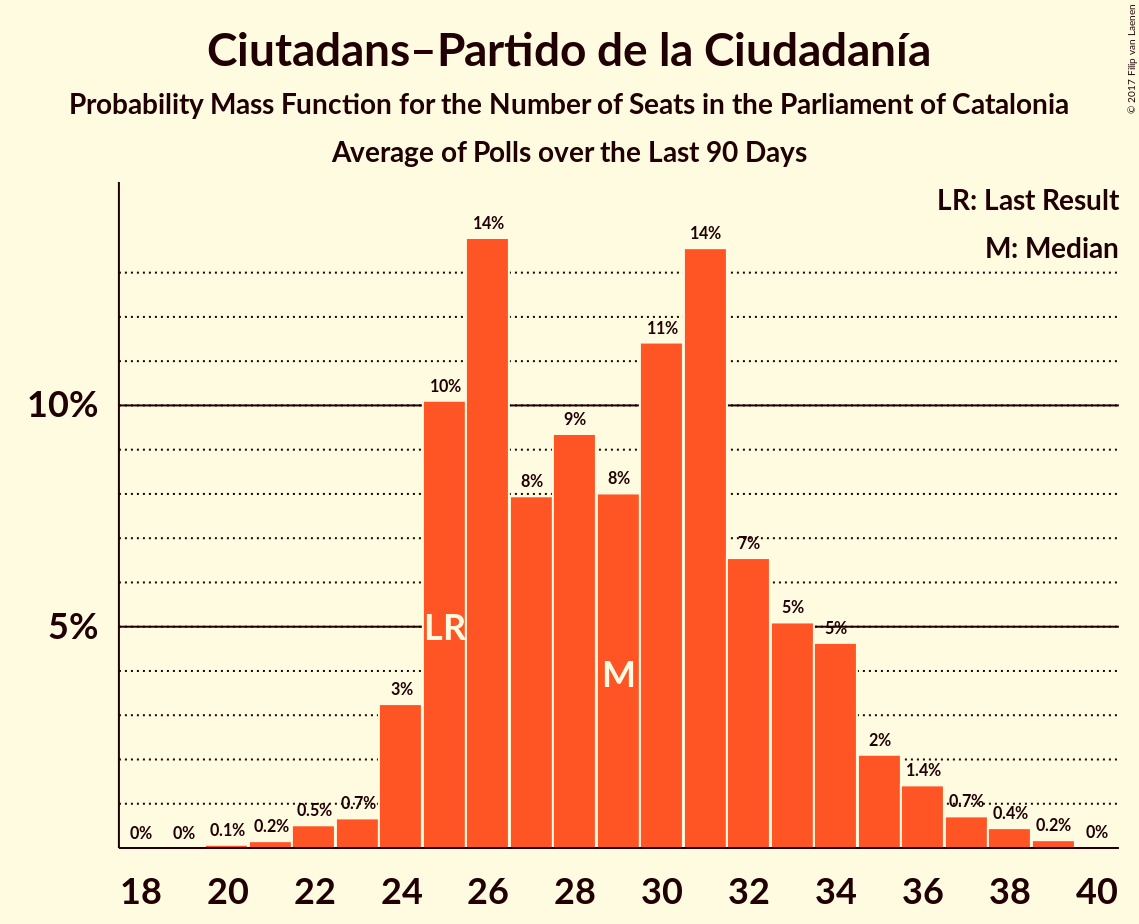 Ciutadans–Partido de la Ciudadanía
Probability Mass Function for the Number of Seats in the Parliament of Catalonia
Average of Polls over the Last 90 Days
© 2017 Filip van Laenen
LR: Last Result
M: Median
10%
5%
0%
0%
0.1%
0.2%
0.5%
0.7%
3%
10%
14%
8%
9%
8%
11%
14%
7%
5%
5%
2%
1.4%
0.7%
0.4%
0.2%
0%
LR
M
18 20 22 24 26 28 30 32 34 36 38 40